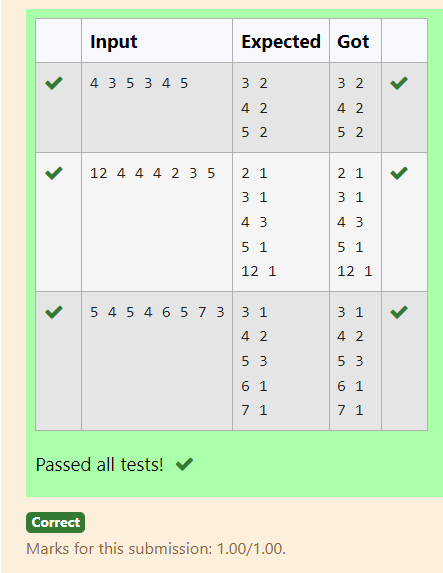 Input Expected Got
4 3 5 3 4 5 3 2 3 2
4 2 4 2
5 2 5 2
12 4 4 4 2 3 5 2 1 2 1
3 1 3 1
4 3 4 3
5 1 5 1
12 1 12 1
5 4 5 4 6 5 7 3 3 1 3 1
4 2 4 2
5 3 5 3
6 1 6 1
7 1 7 1
Passed all tests!
Correct
Marks for this submission: 1.00/1.00.